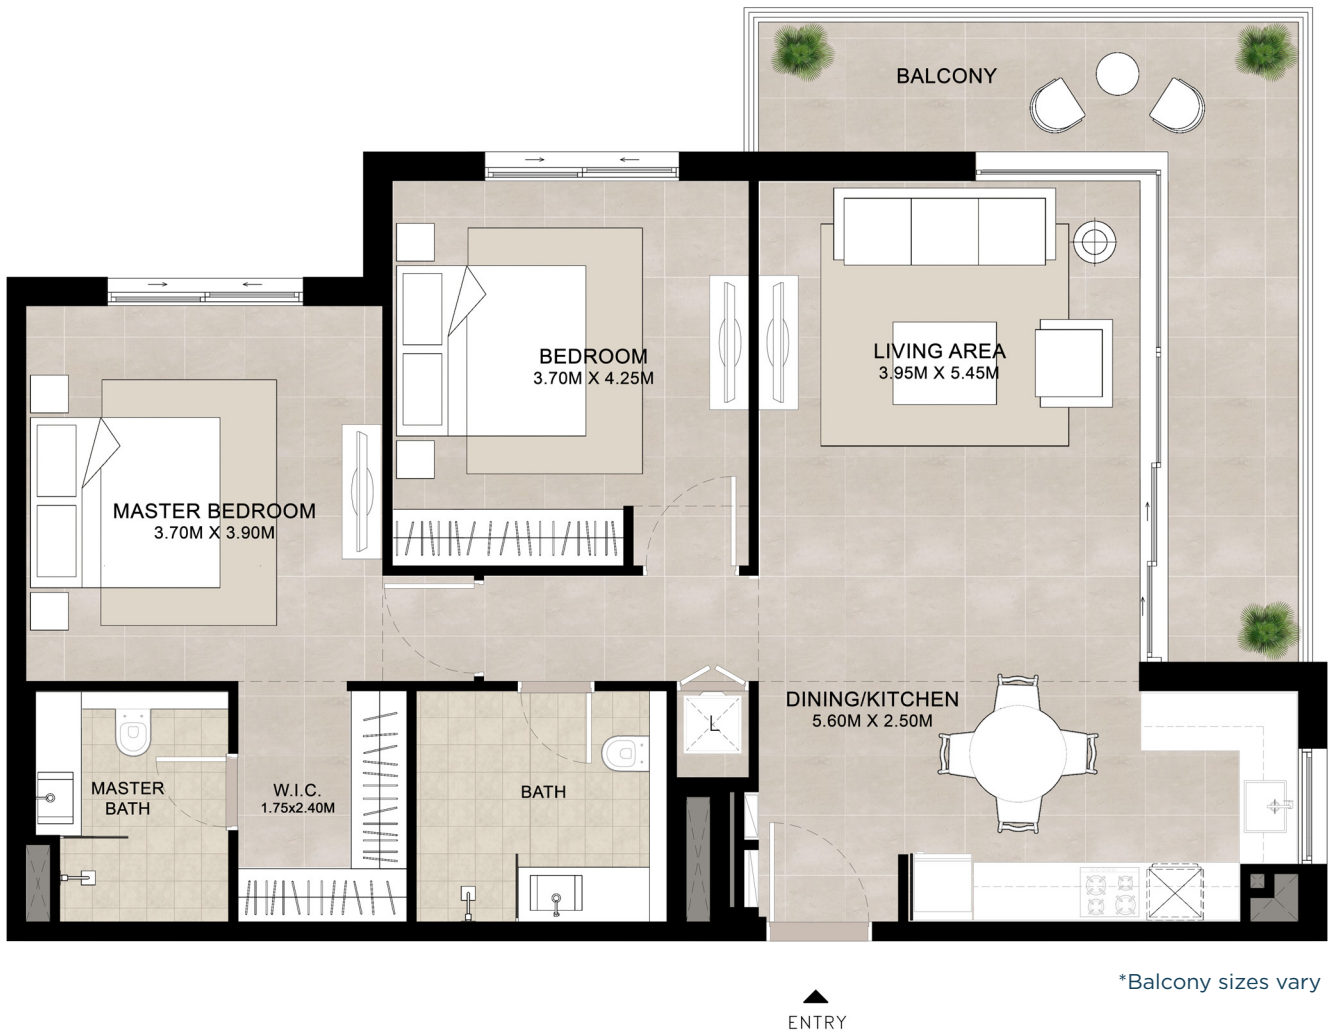 BALCONY
BEDROOM
3.70M X 4.25M
LIVING AREA
3.95M X 5.45M
MASTER BEDROOM
3.70M X 3.90M
DINING/KITCHEN
5.60M X 2.50M
L
MASTER
BATH
W.I.C.
1.75x2.40M
BATH
*Balcony sizes vary
ENTRY